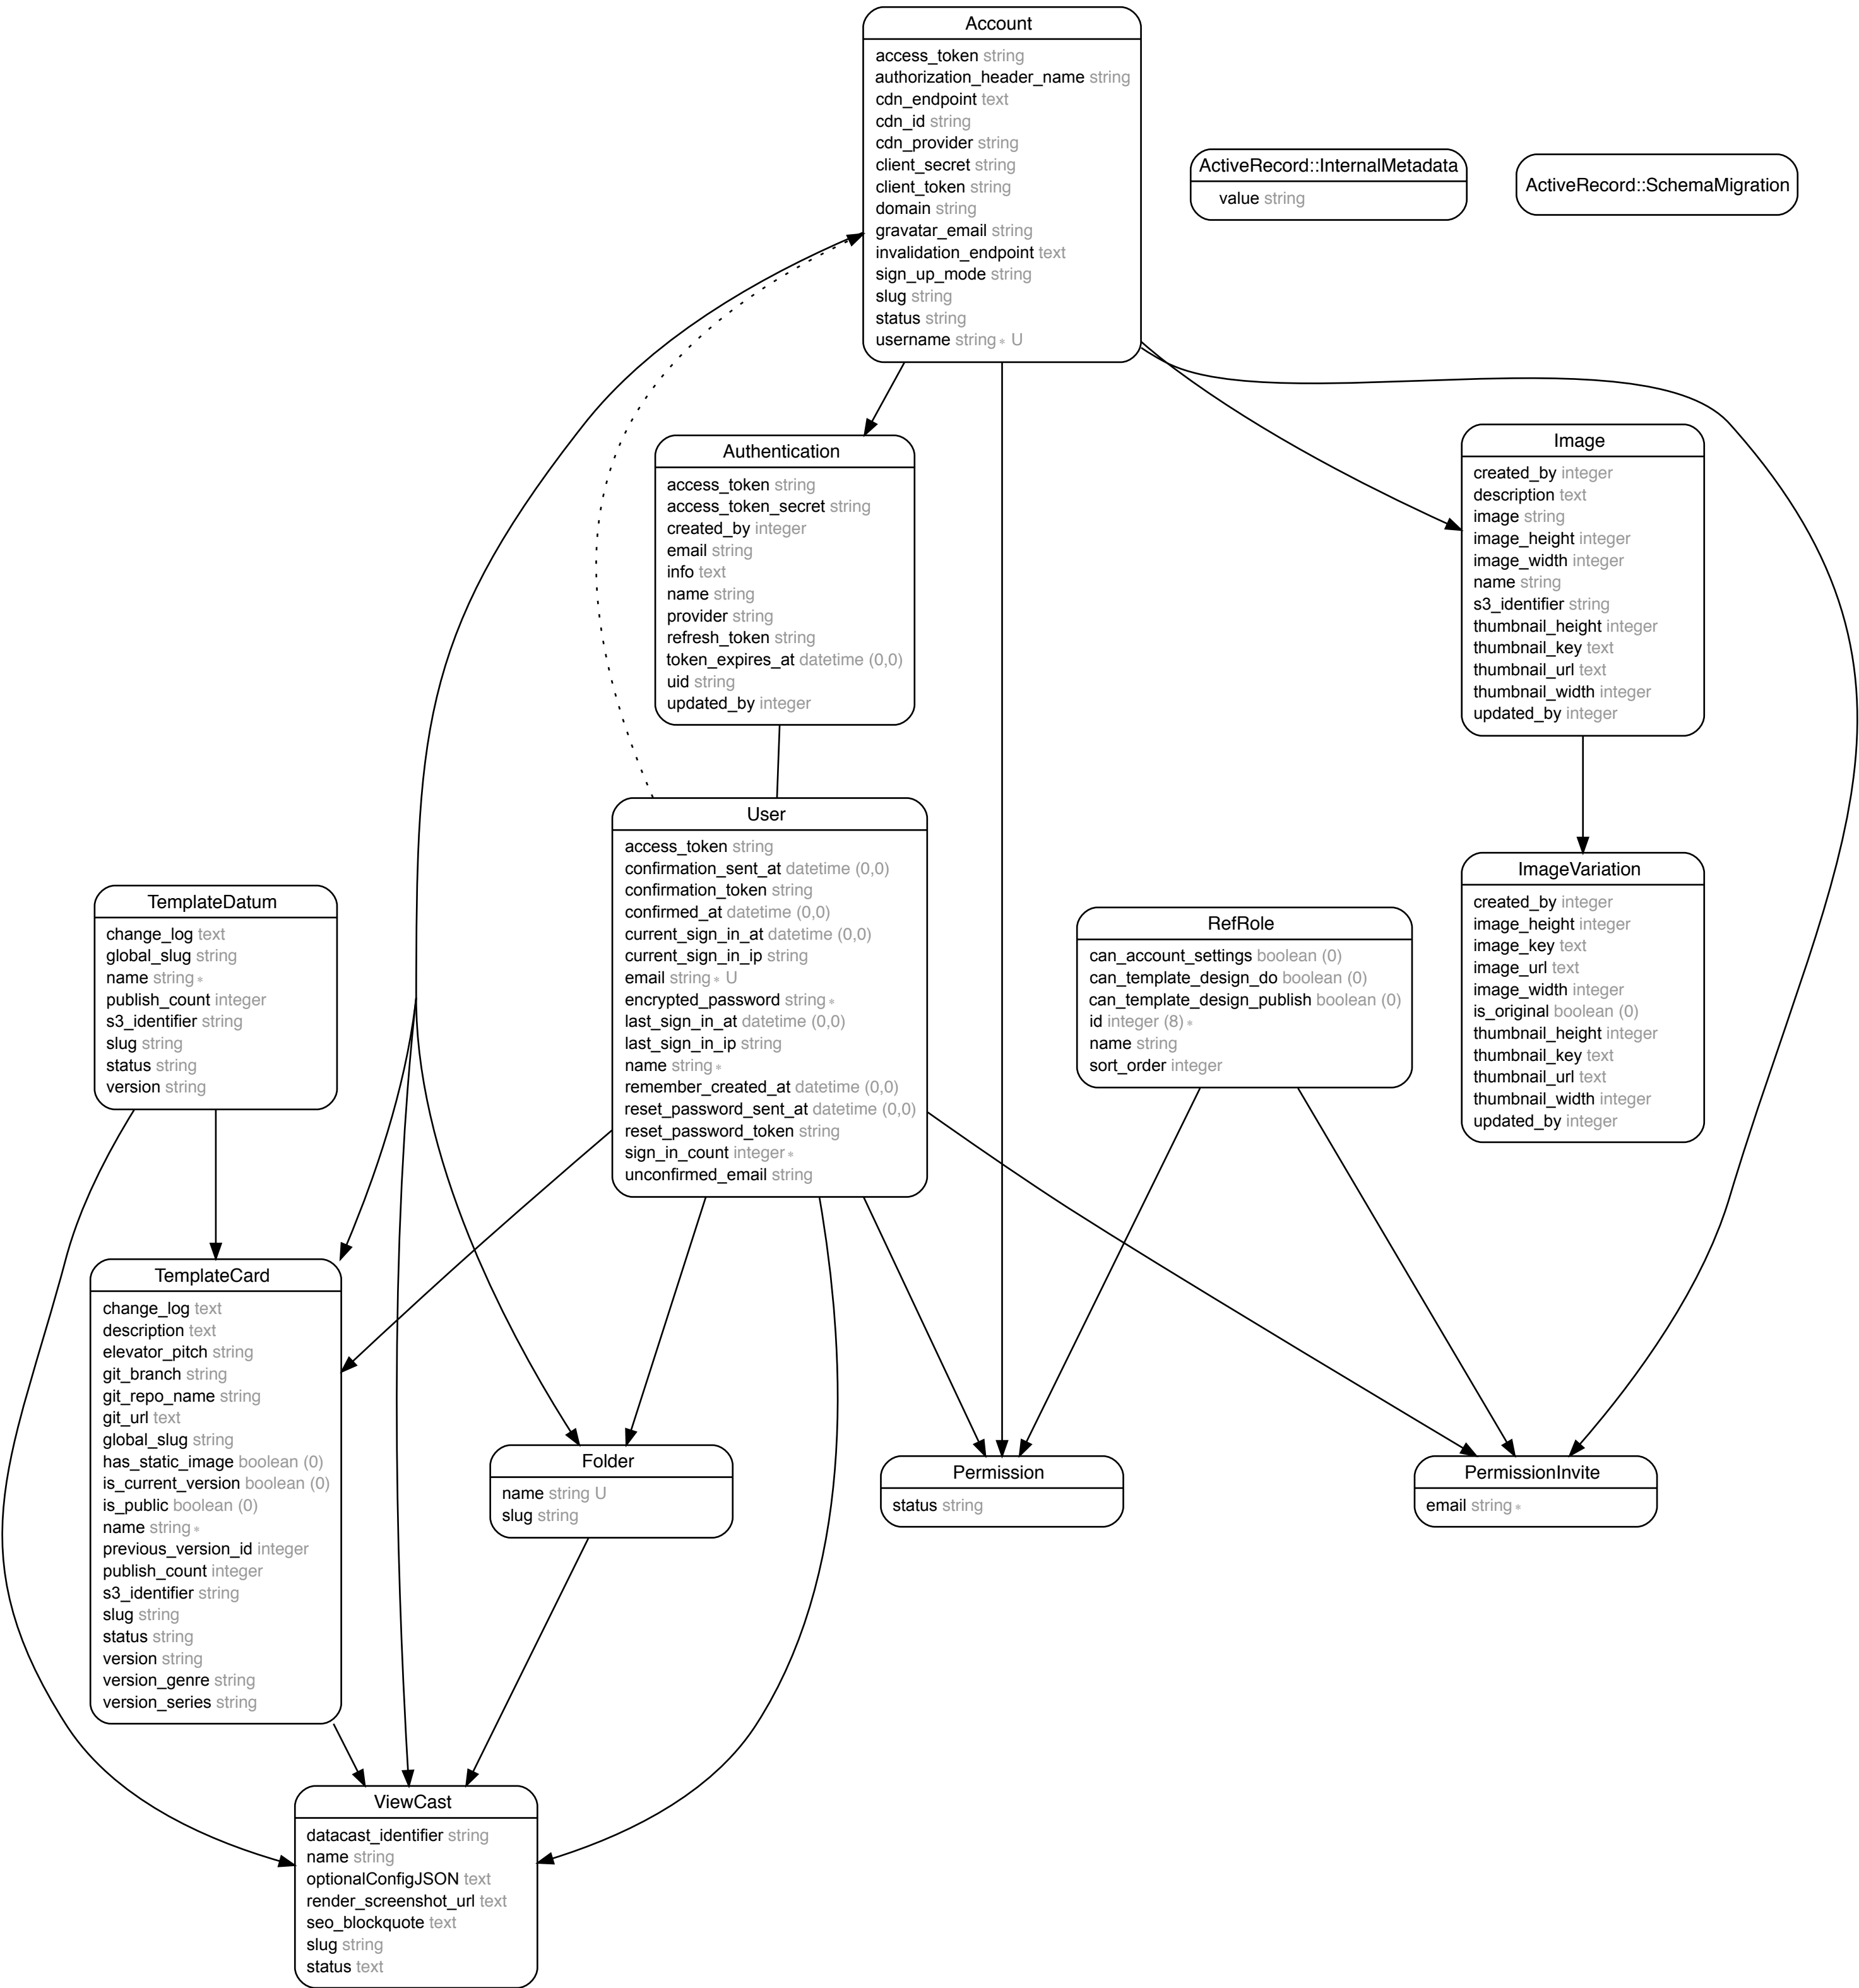 Account
access_token string
authorization_header_name string
cdn_endpoint text
cdn_id string
cdn_provider string
client_secret string
client_token string
domain string
gravatar_email string
invalidation_endpoint text
sign_up_mode string
slug string
status string
username string ∗ U
ActiveRecord::InternalMetadata
value string
ActiveRecord::SchemaMigration
Authentication
access_token string
access_token_secret string
created_by integer
email string
info text
name string
provider string
refresh_token string
token_expires_at datetime (0,0)
uid string
updated_by integer
Image
created_by integer
description text
image string
image_height integer
image_width integer
name string
s3_identifier string
thumbnail_height integer
thumbnail_key text
thumbnail_url text
thumbnail_width integer
updated_by integer
User
access_token string
confirmation_sent_at datetime (0,0)
confirmation_token string
confirmed_at datetime (0,0)
current_sign_in_at datetime (0,0)
current_sign_in_ip string
email string ∗ U
encrypted_password string ∗
last_sign_in_at datetime (0,0)
last_sign_in_ip string
name string ∗
remember_created_at datetime (0,0)
reset_password_sent_at datetime (0,0)
reset_password_token string
sign_in_count integer ∗
unconfirmed_email string
ImageVariation
created_by integer
image_height integer
image_key text
image_url text
image_width integer
is_original boolean (0)
thumbnail_height integer
thumbnail_key text
thumbnail_url text
thumbnail_width integer
updated_by integer
TemplateDatum
change_log text
global_slug string
name string ∗
publish_count integer
s3_identifier string
slug string
status string
version string
RefRole
can_account_settings boolean (0)
can_template_design_do boolean (0)
can_template_design_publish boolean (0)
id integer (8) ∗
name string
sort_order integer
TemplateCard
change_log text
description text
elevator_pitch string
git_branch string
git_repo_name string
git_url text
global_slug string
has_static_image boolean (0)
is_current_version boolean (0)
is_public boolean (0)
name string ∗
previous_version_id integer
publish_count integer
s3_identifier string
slug string
status string
version string
version_genre string
version_series string
Folder
name string U
slug string
Permission
status string
PermissionInvite
email string ∗
ViewCast
datacast_identifier string
name string
optionalConfigJSON text
render_screenshot_url text
seo_blockquote text
slug string
status text